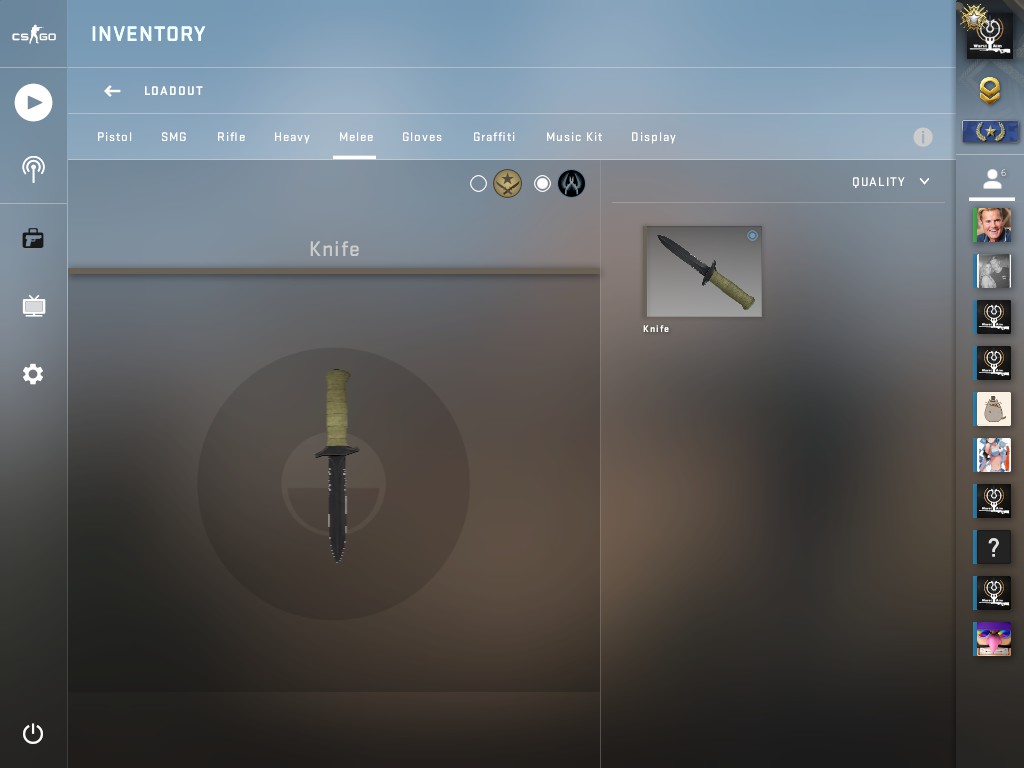 CS GO
INVENTORY
LOADOUT
Pistol SMG Rifle Heavy Melee Gloves Graffiti Music Kit Display
i
QUALITY
6
Knife
Knife
?